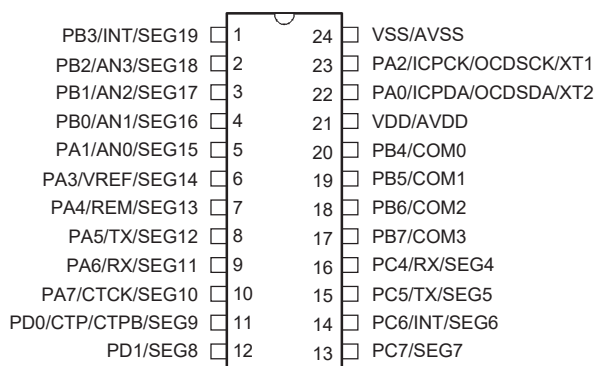 PB3/INT/SEG19 1 24 VSS/AVSS
PB2/AN3/SEG18 2 23 PA2/ICPCK/OCDSCK/XT1
PB1/AN2/SEG17 3 22 PA0/ICPDA/OCDSDA/XT2
PB0/AN1/SEG16 4 21 VDD/AVDD
PA1/AN0/SEG15 5 20 PB4/COM0
PA3/VREF/SEG14 6 19 PB5/COM1
PA4/REM/SEG13 7 18 PB6/COM2
PA5/TX/SEG12 8 17 PB7/COM3
PA6/RX/SEG11 9 16 PC4/RX/SEG4
PA7/CTCK/SEG10 10 15 PC5/TX/SEG5
PD0/CTP/CTPB/SEG9 11 14 PC6/INT/SEG6
PD1/SEG8 12 13 PC7/SEG7